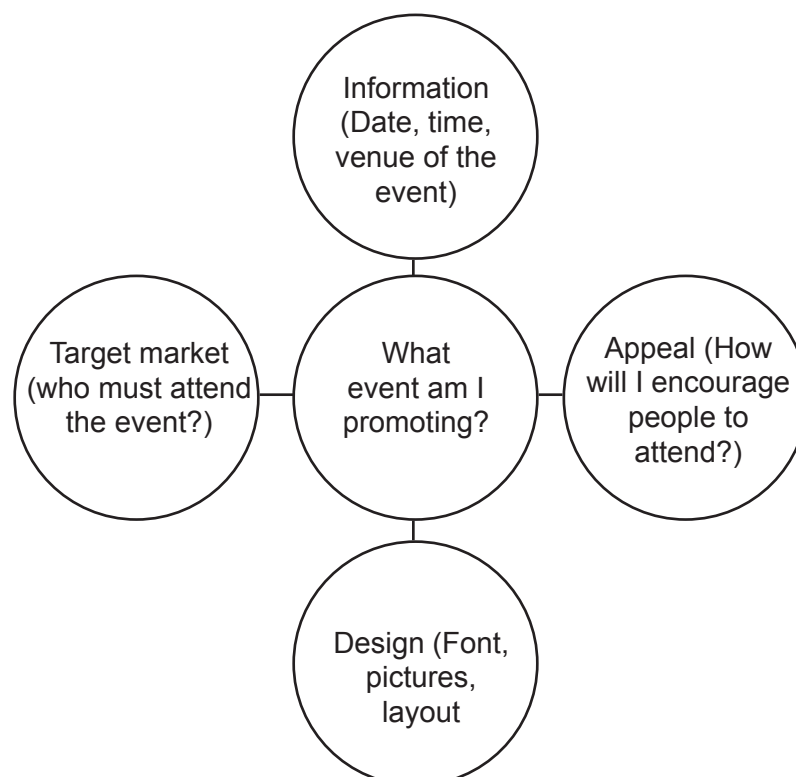 Information
(Date, time,
venue of the
event)
Target market
(who must attend
the event?)
What
event am I
promoting?
Appeal (How
will I encourage
people to
attend?)
Design (Font,
pictures,
layout